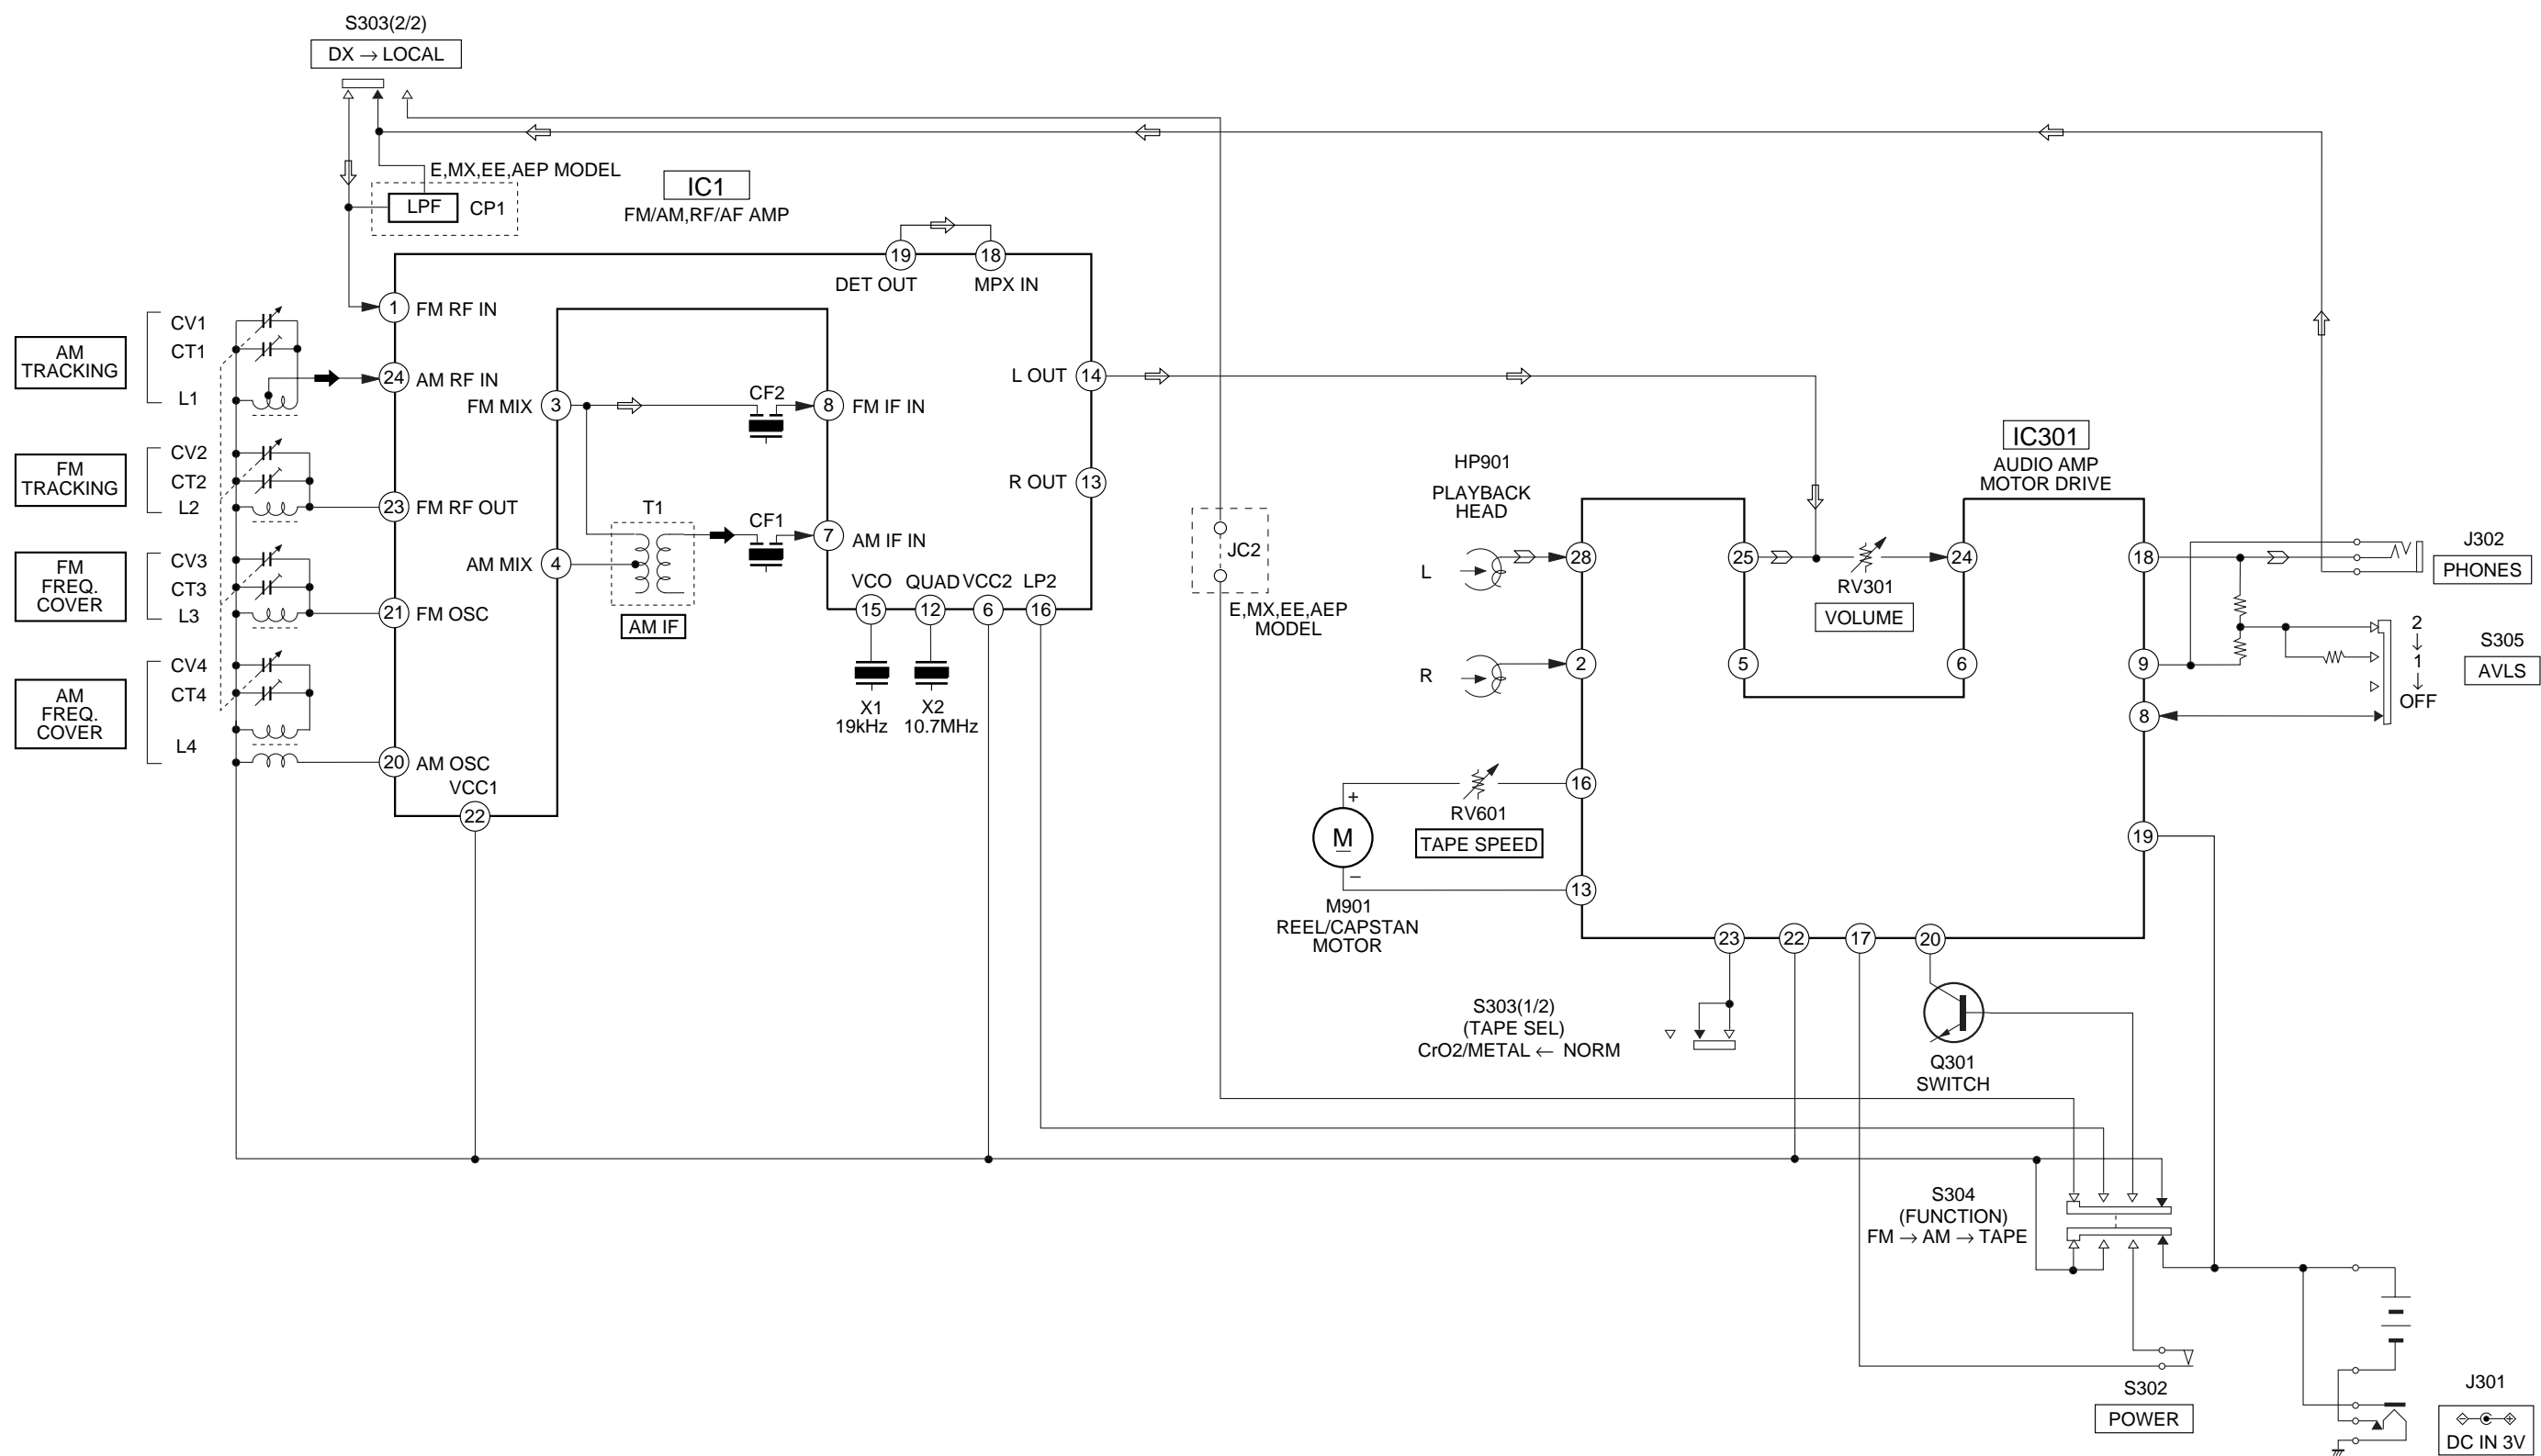 S303(2/2)
DX → LOCAL
E,MX,EE,AEP MODEL
LPF
CP1
IC1
FM/AM,RF/AF AMP
19
18
DET OUT
MPX IN
AM
TRACKING
CV1
CT1
L1
1
FM RF IN
24
AM RF IN
FM
TRACKING
CV2
CT2
L2
23
FM RF OUT
FM
FREQ.
COVER
CV3
CT3
L3
21
FM OSC
AM
FREQ.
COVER
CV4
CT4
L4
20
AM OSC
VCC1
22
FM MIX
3
AM MIX
4
CF2
8
FM IF IN
T1
AM IF
CF1
7
AM IF IN
L OUT
14
R OUT
13
VCO
QUAD
VCC2
LP2
15
12
6
16
X1
19kHz
X2
10.7MHz
JC2
E,MX,EE,AEP
MODEL
HP901
PLAYBACK
HEAD
L
R
28
2
25
5
RV301
VOLUME
24
6
IC301
AUDIO AMP
MOTOR DRIVE
18
9
8
19
J302
PHONES
2
↓
1
↓
OFF
S305
AVLS
16
13
RV601
TAPE SPEED
+
M
−
M901
REEL/CAPSTAN
MOTOR
23
22
17
20
S303(1/2)
(TAPE SEL)
CrO2/METAL ← NORM
Q301
SWITCH
S304
(FUNCTION)
FM → AM → TAPE
S302
POWER
J301
DC IN 3V